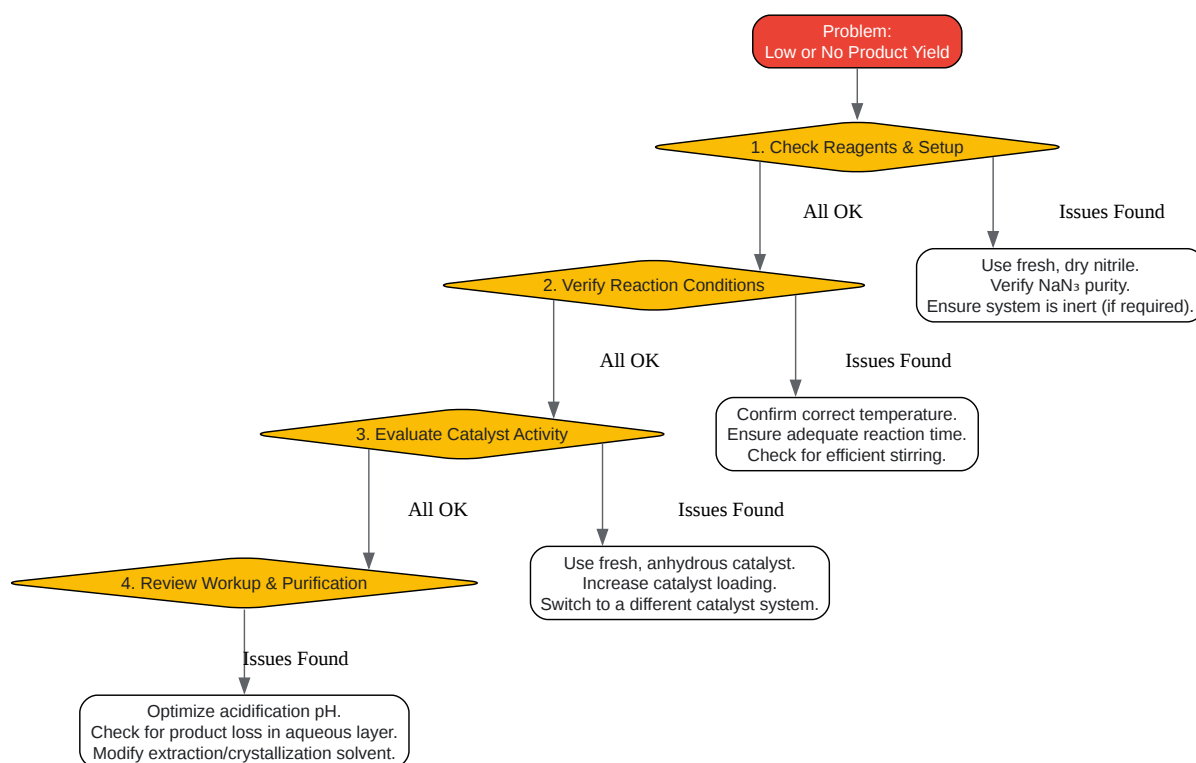 Problem:
Low or No Product Yield
1. Check Reagents & Setup
All OK
Issues Found
Use fresh, dry nitrile.
Verify NaN₃ purity.
Ensure system is inert (if required).
2. Verify Reaction Conditions
All OK
Issues Found
Confirm correct temperature.
Ensure adequate reaction time.
Check for efficient stirring.
3. Evaluate Catalyst Activity
All OK
Issues Found
Use fresh, anhydrous catalyst.
Increase catalyst loading.
Switch to a different catalyst system.
4. Review Workup & Purification
Issues Found
Optimize acidification pH.
Check for product loss in aqueous layer.
Modify extraction/crystallization solvent.